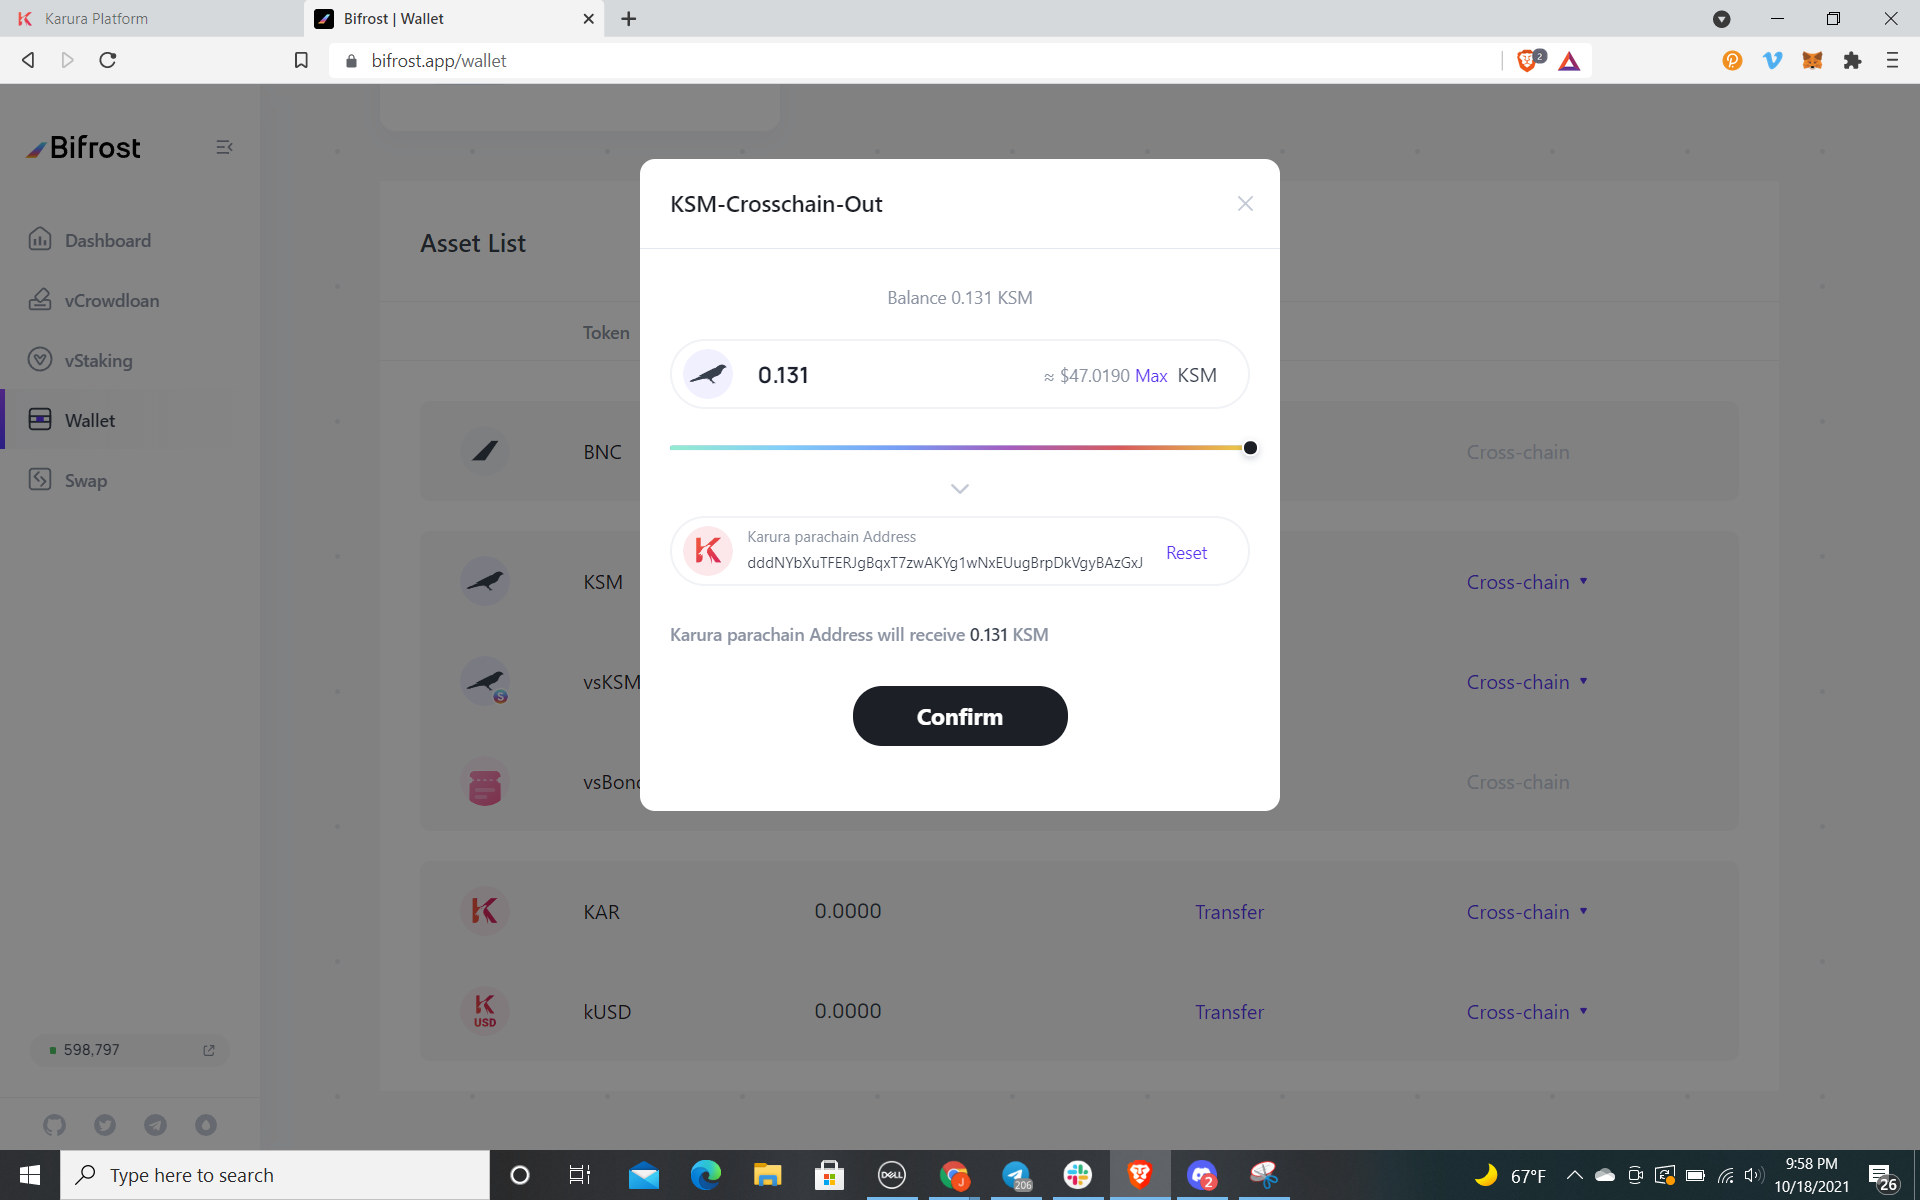 Karura Platform
Bifrost | Wallet
bifrost.app/wallet
2
Bifrost
Dashboard
vCrowdloan
vStaking
Wallet
Swap
598,797
Asset List
Token
BNC
Cross-chain
KSM
Cross-chain
vsKSM
Cross-chain
vsBond
Cross-chain
KAR
0.0000
Transfer
Cross-chain
kUSD
0.0000
Transfer
Cross-chain
KSM-Crosschain-Out
Balance 0.131 KSM
0.131
≈ $47.0190 Max KSM
Karura parachain Address
dddNYbXuTFERJgBqxT7zwAKYg1wNxEUugBrpDkVgyBAzGxJ
Reset
Karura parachain Address will receive 0.131 KSM
Confirm
USD
Type here to search
DELL
J
206
2
67°F
9:58 PM
10/18/2021
26